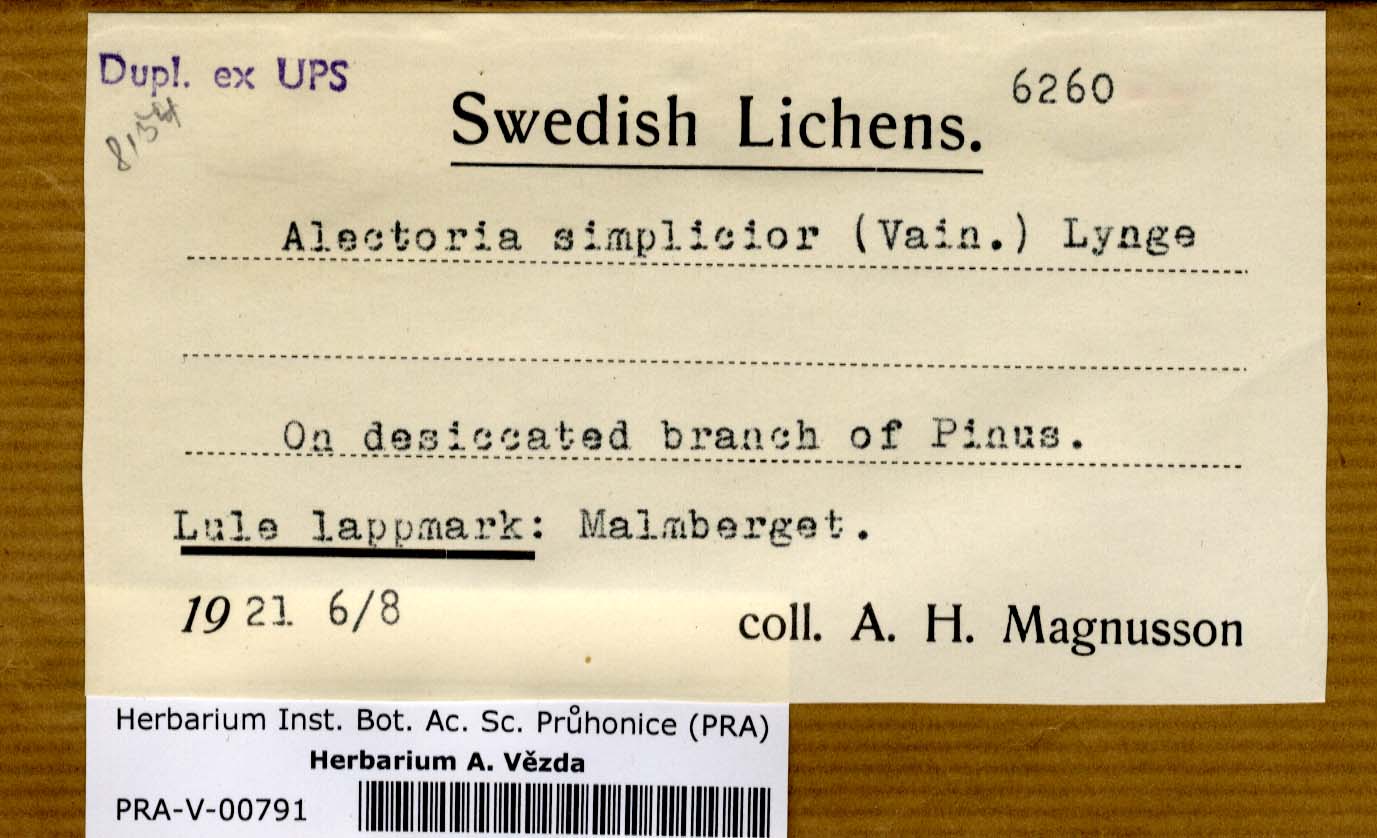 Dupl. ex UPS
6260
Swedish Lichens.
Alectoria simplicior (Vain.) Lynge
On desiccated branch of Pinus.
Lule lappmark: Malmberget.
1921 6/8
coll. A. H. Magnusson
Herbarium Inst. Bot. Ac. Sc. Průhonice (PRA)
Herbarium A. Vězda
PRA-V-00791